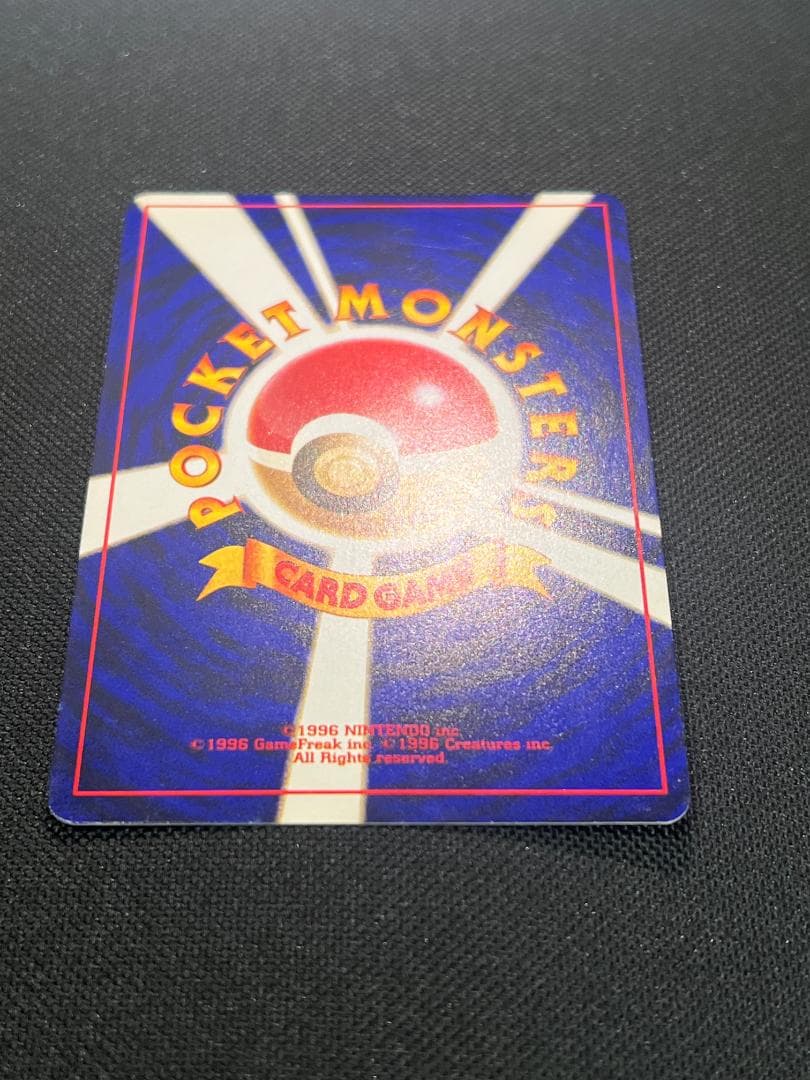 POCKET MONSTERS
CARD GAME
©1996 NINTENDO inc.
©1996 GameFreak inc. ©1996 Creatures inc.
All Rights reserved.